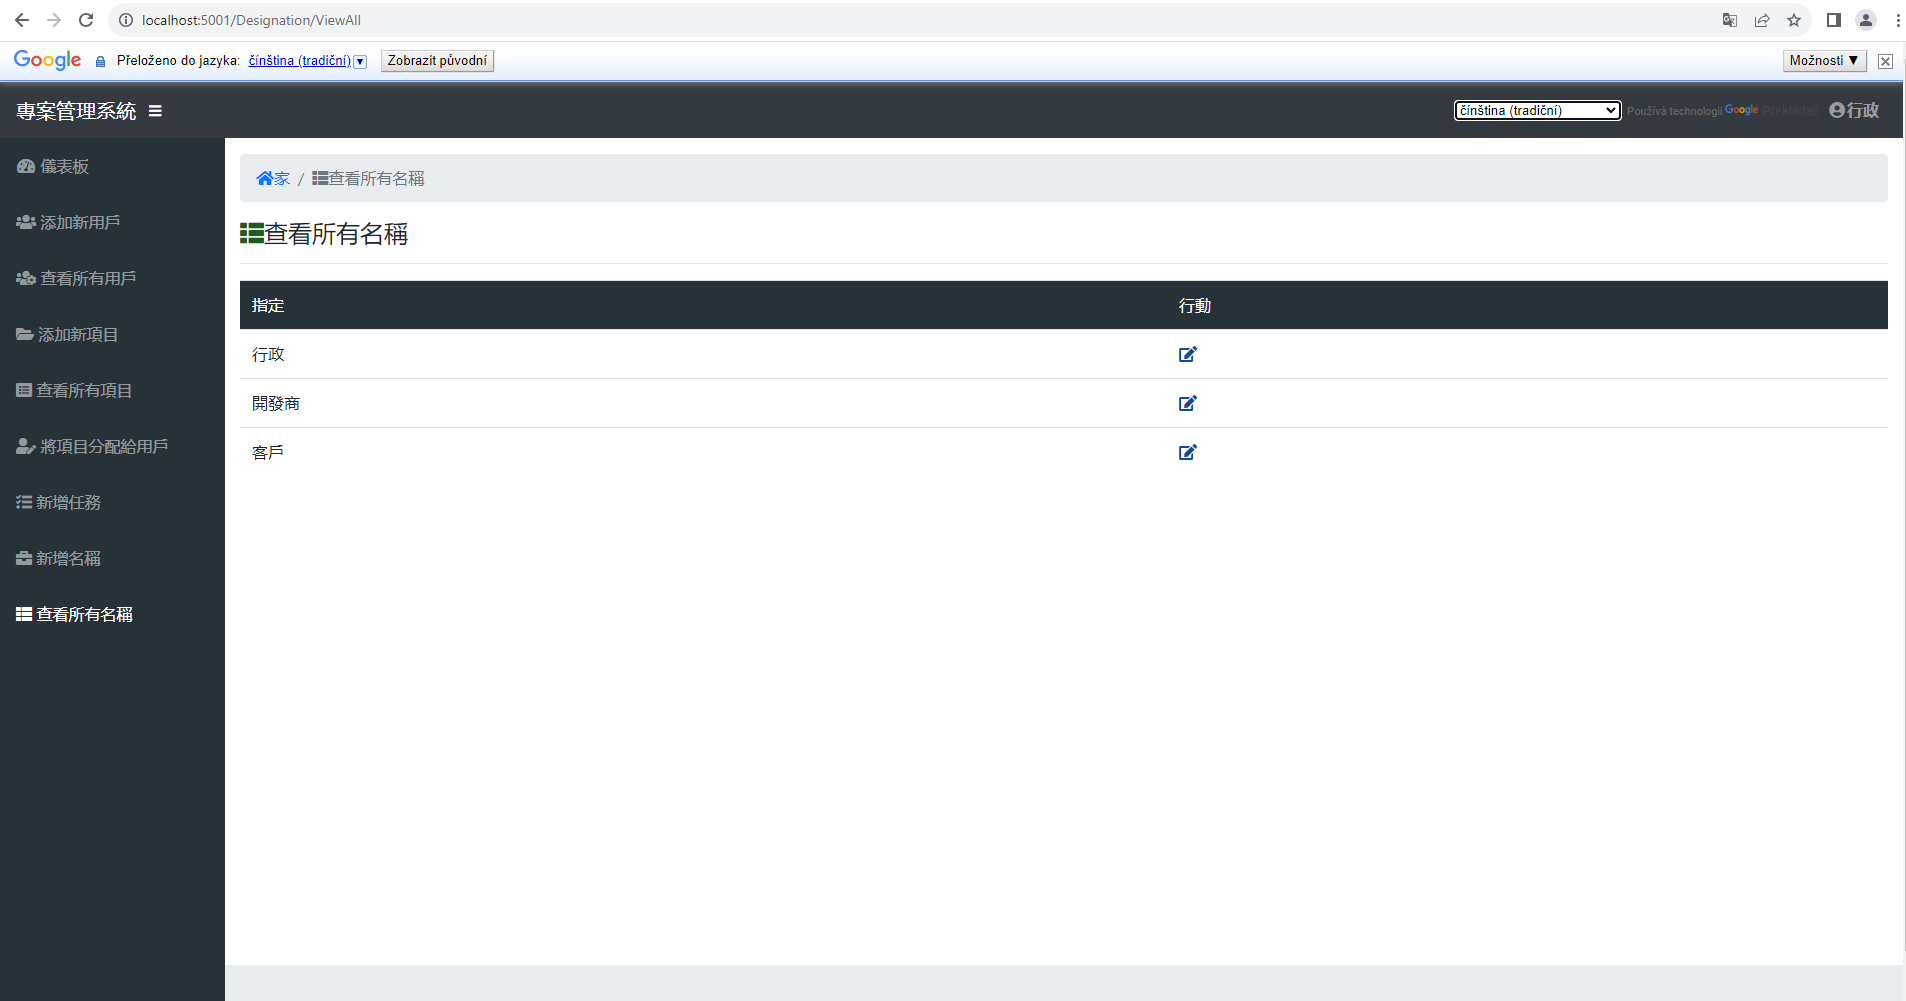 localhost:5001/Designation/ViewAll
Google Přeloženo do jazyka: čínština (tradiční) ▼ Zobrazit původní Možnosti ▼
專案管理系統 čínština (tradiční) Používá technologii Google Překladač 行政
儀表板
添加新用戶
查看所有用戶
添加新項目
查看所有項目
將項目分配給用戶
新增任務
新增名稱
查看所有名稱
家 / 查看所有名稱
查看所有名稱
指定 行動
行政
開發商
客戶